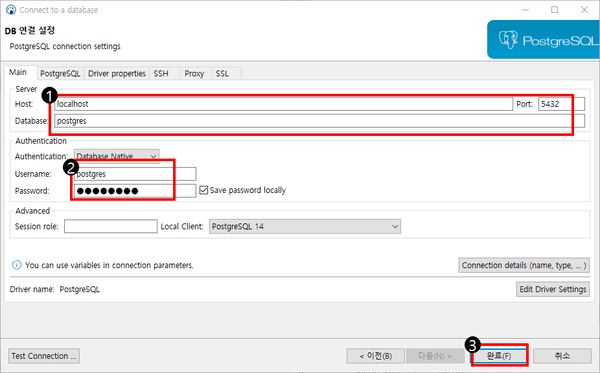 Connect to a database
DB 연결 설정
PostgreSQL connection settings
PostgreSQL
Main PostgreSQL Driver properties SSH Proxy SSL
Server
1
Host: localhost Port: 5432
Database: postgres
Authentication
Authentication: Database Native
2
Username: postgres
Password: ●●●●●●●● Save password locally
Advanced
Session role: Local Client: PostgreSQL 14
You can use variables in connection parameters. Connection details (name, type, ... )
Driver name: PostgreSQL Edit Driver Settings
3
Test Connection ... < 이전(B) 다음(N) > 완료(F) 취소